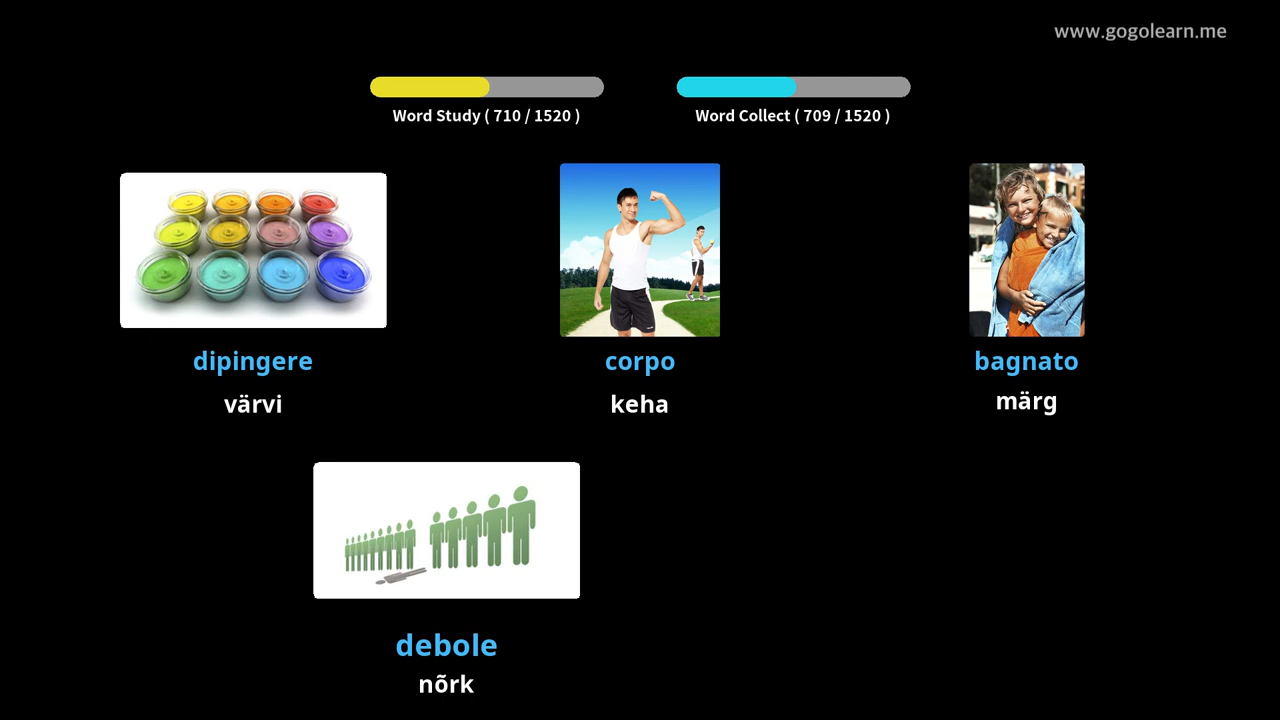 www.gogolearn.me
Word Study ( 710 / 1520 )
Word Collect ( 709 / 1520 )
dipingere
värvi
corpo
keha
bagnato
märg
debole
nõrk